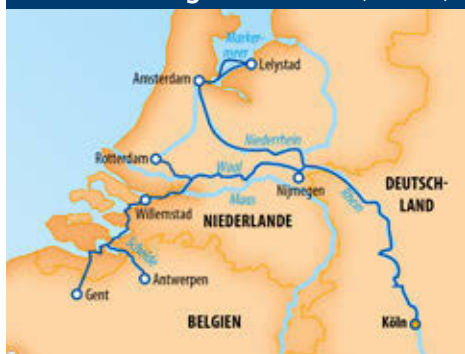 Marker-
meer
Lelystad
Amsterdam
Niederrhein
Rotterdam
Waal
Nijmegen
DEUTSCH-
LAND
Rhein
Maas
Willemstad
NIEDERLANDE
Schelde
Antwerpen
Gent
BELGIEN
Köln